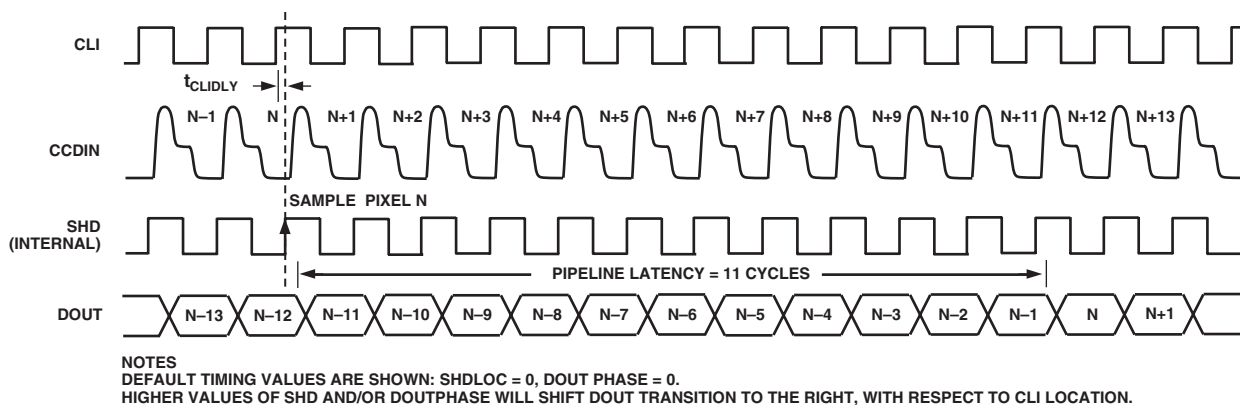 CLI
tCLIDLY
N–1 N N+1 N+2 N+3 N+4 N+5 N+6 N+7 N+8 N+9 N+10 N+11 N+12 N+13
CCDIN
SAMPLE PIXEL N
SHD
(INTERNAL)
PIPELINE LATENCY = 11 CYCLES
DOUT N–13 N–12 N–11 N–10 N–9 N–8 N–7 N–6 N–5 N–4 N–3 N–2 N–1 N N+1
NOTES
DEFAULT TIMING VALUES ARE SHOWN: SHDLOC = 0, DOUT PHASE = 0.
HIGHER VALUES OF SHD AND/OR DOUTPHASE WILL SHIFT DOUT TRANSITION TO THE RIGHT, WITH RESPECT TO CLI LOCATION.